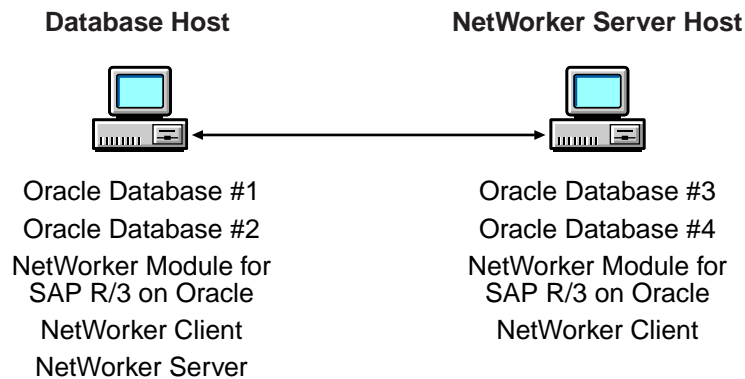 Database Host
NetWorker Server Host
Oracle Database #1
Oracle Database #2
NetWorker Module for
SAP R/3 on Oracle
NetWorker Client
NetWorker Server
Oracle Database #3
Oracle Database #4
NetWorker Module for
SAP R/3 on Oracle
NetWorker Client